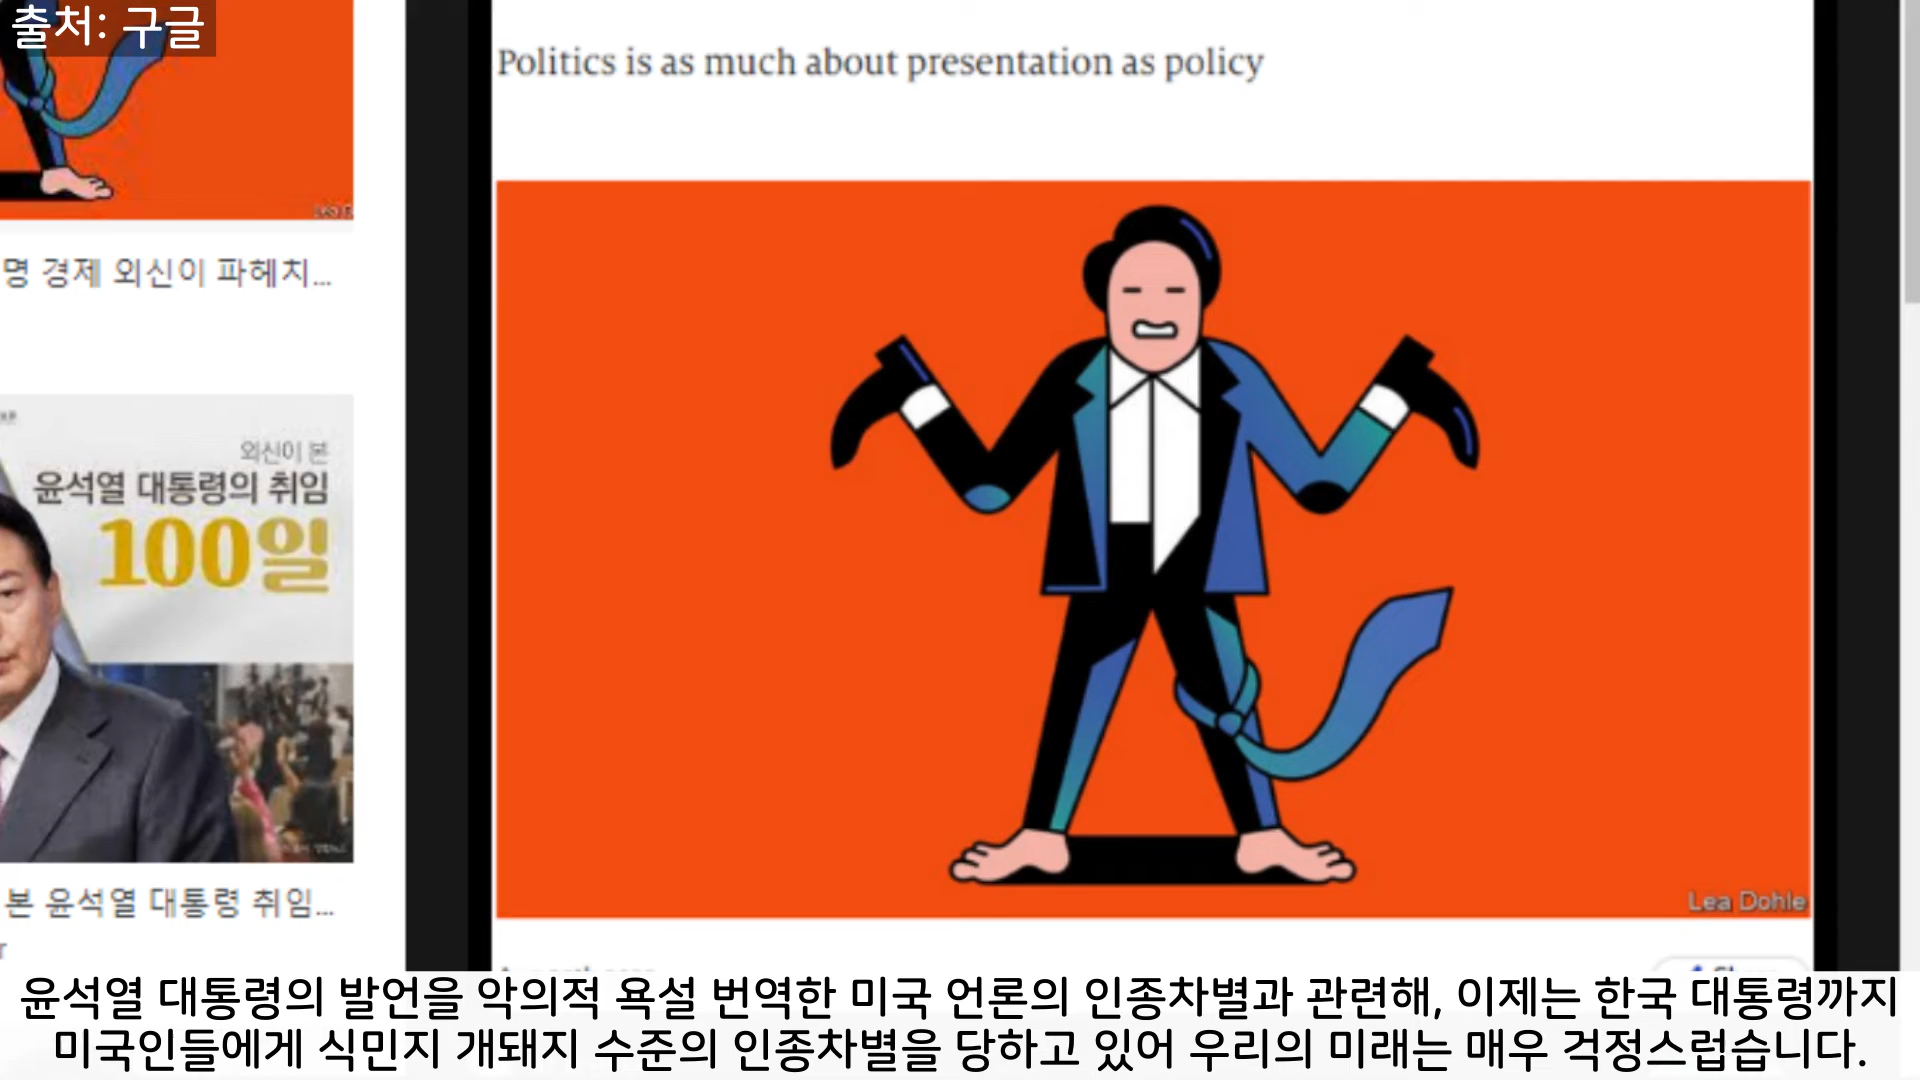 출처: 구글
Politics is as much about presentation as policy
명 경제 외신이 파헤치...
외신이 본
윤석열 대통령의 취임
100일
Lea Dohle
본 윤석열 대통령 취임...
윤석열 대통령의 발언을 악의적 욕설 번역한 미국 언론의 인종차별과 관련해, 이제는 한국 대통령까지
미국인들에게 식민지 개돼지 수준의 인종차별을 당하고 있어 우리의 미래는 매우 걱정스럽습니다.